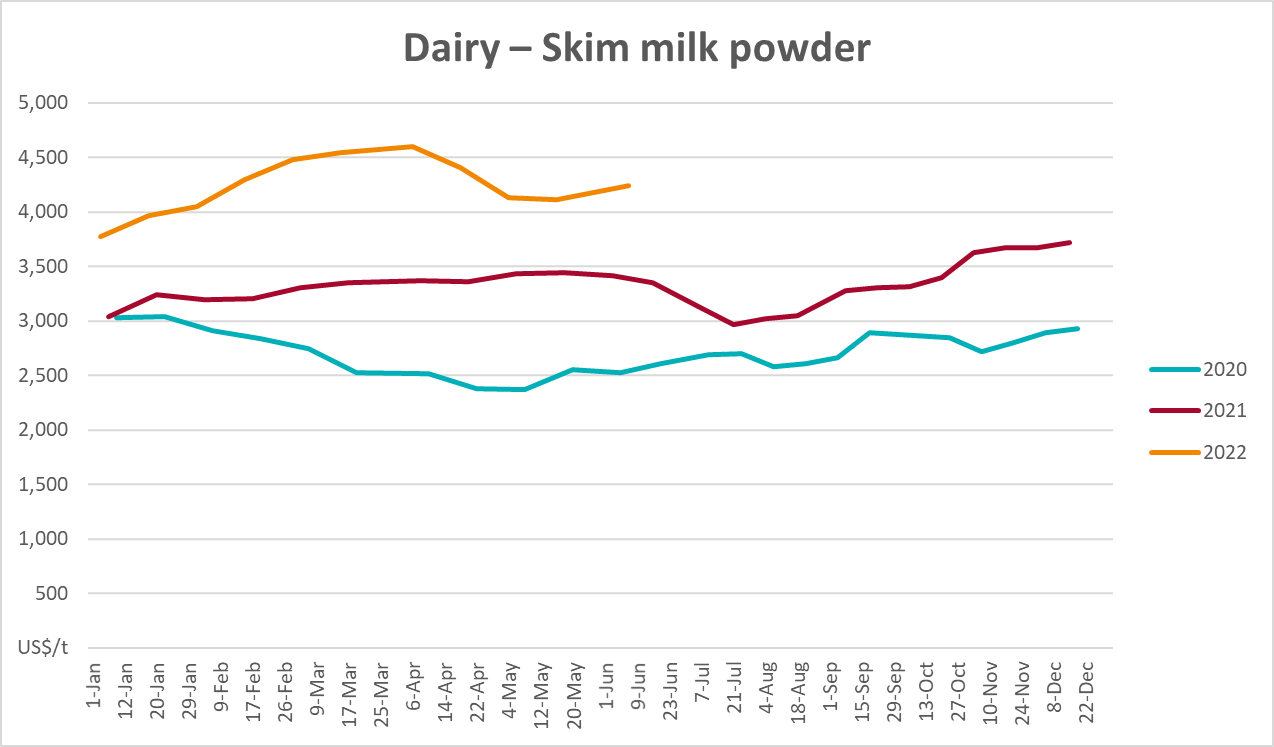 Dairy – Skim milk powder
5,000
4,500
4,000
3,500
3,000
2,500
2,000
1,500
1,000
500
US$/t
1-Jan
12-Jan
20-Jan
29-Jan
9-Feb
17-Feb
26-Feb
9-Mar
17-Mar
25-Mar
6-Apr
14-Apr
22-Apr
4-May
12-May
20-May
1-Jun
9-Jun
23-Jun
7-Jul
21-Jul
4-Aug
18-Aug
1-Sep
15-Sep
29-Sep
13-Oct
27-Oct
10-Nov
24-Nov
8-Dec
22-Dec
2020
2021
2022